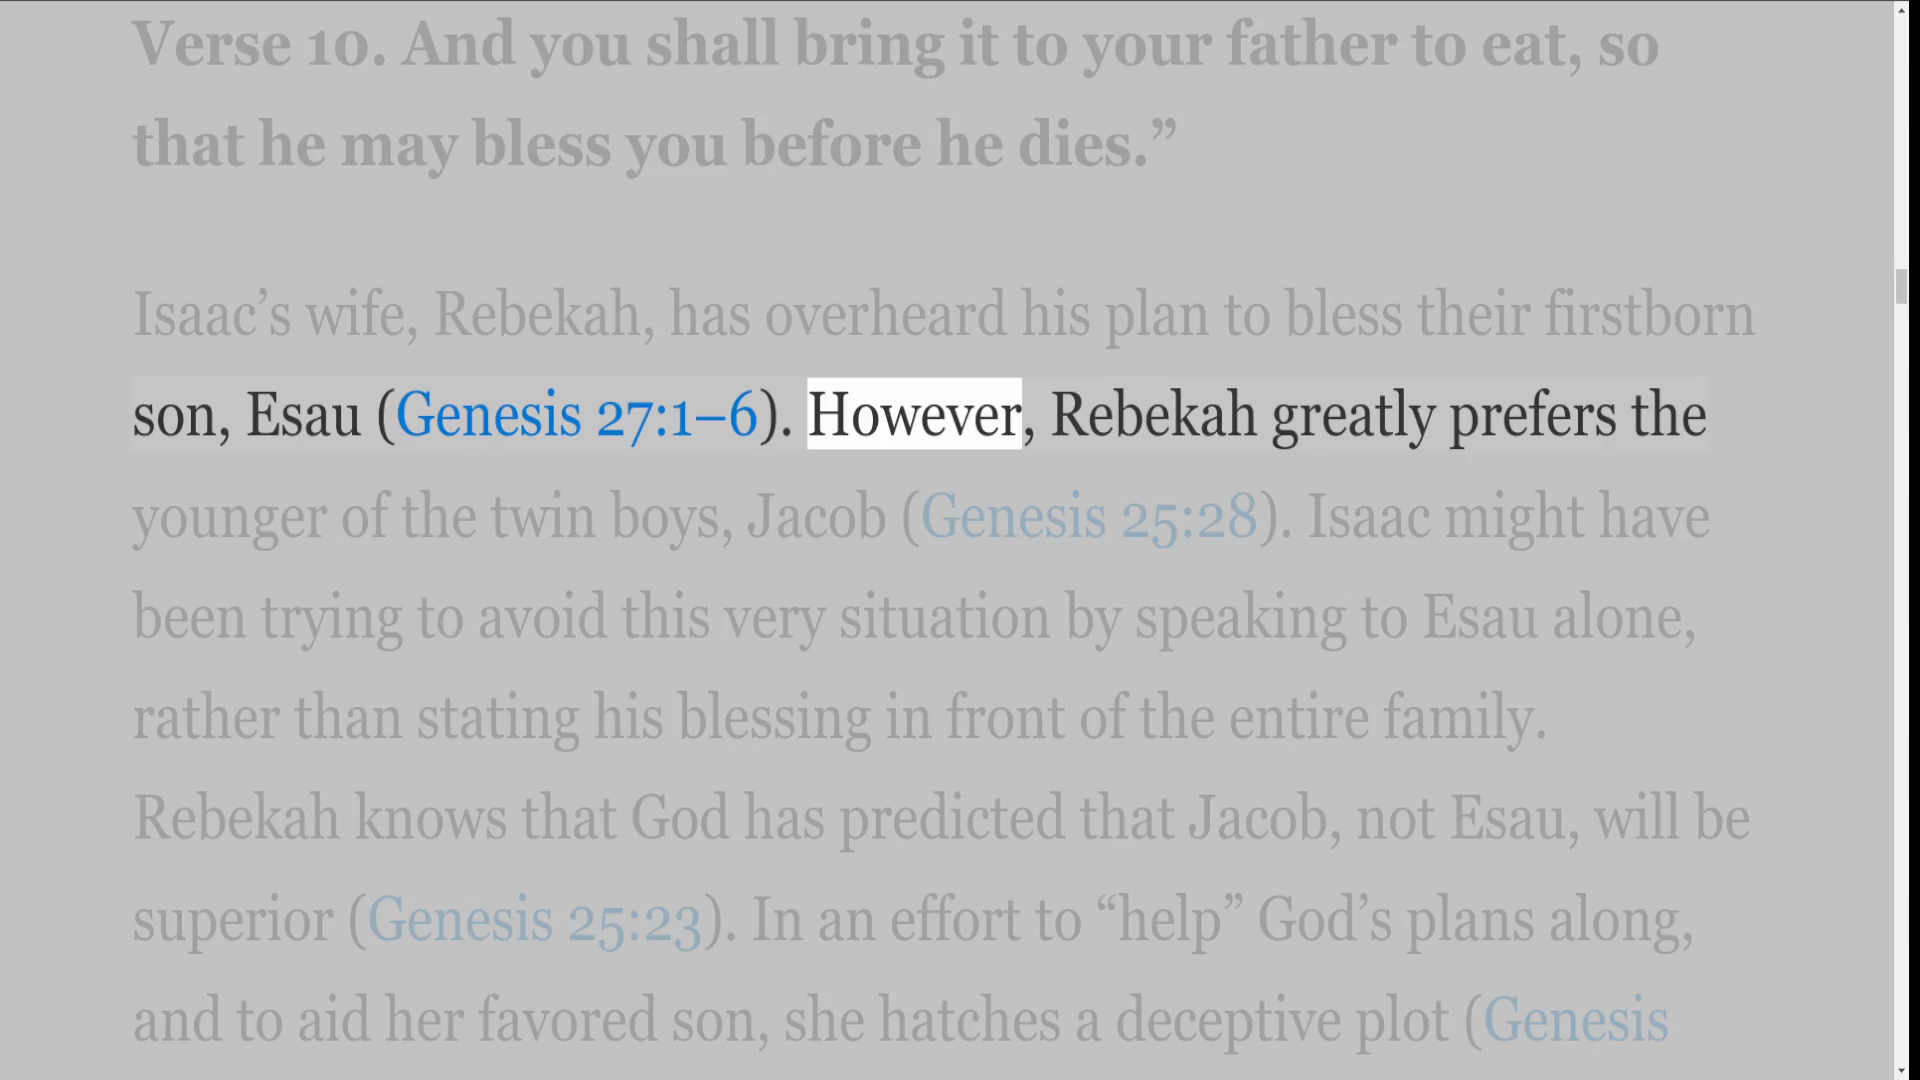 Verse 10. And you shall bring it to your father to eat, so
that he may bless you before he dies.”
Isaac’s wife, Rebekah, has overheard his plan to bless their firstborn
son, Esau (Genesis 27:1–6). However, Rebekah greatly prefers the
younger of the twin boys, Jacob (Genesis 25:28). Isaac might have
been trying to avoid this very situation by speaking to Esau alone,
rather than stating his blessing in front of the entire family.
Rebekah knows that God has predicted that Jacob, not Esau, will be
superior (Genesis 25:23). In an effort to “help” God’s plans along,
and to aid her favored son, she hatches a deceptive plot (Genesis